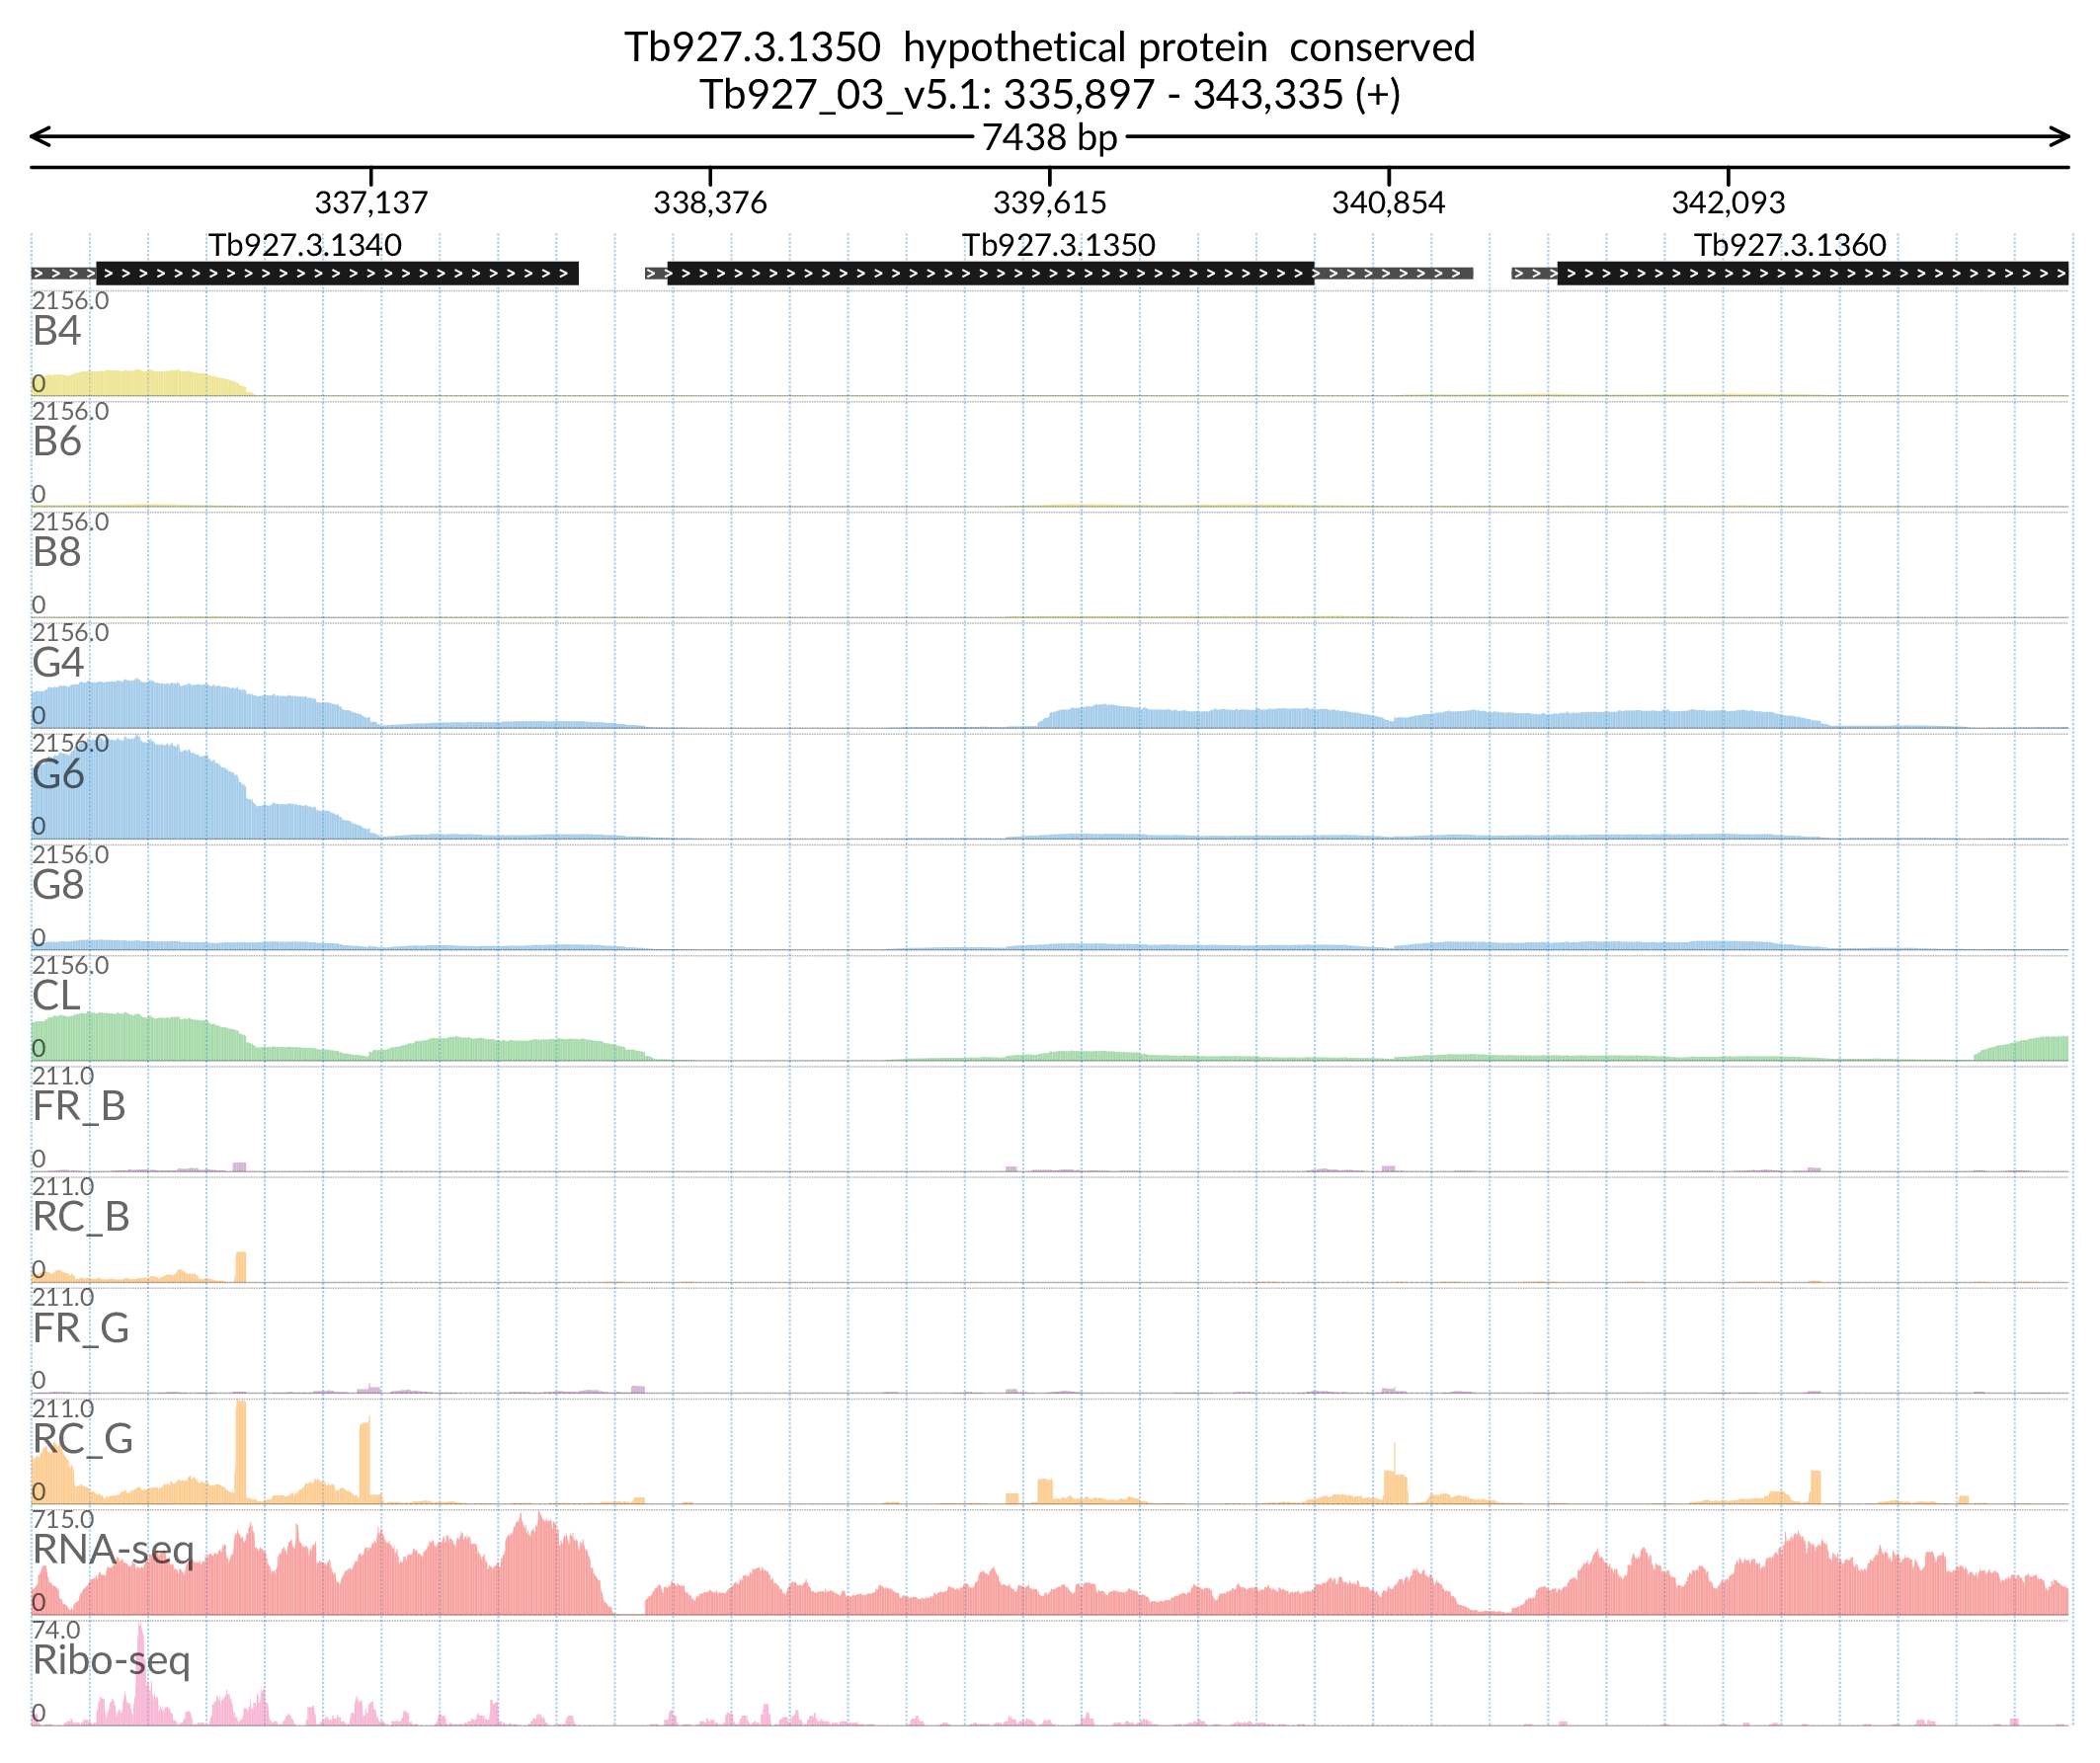 Tb927.3.1350 hypothetical protein conserved
Tb927_03_v5.1: 335,897 - 343,335 (+)
7438 bp
337,137 338,376 339,615 340,854 342,093
Tb927.3.1340 Tb927.3.1350 Tb927.3.1360
2156.0
B4
0
2156.0
B6
0
2156.0
B8
0
2156.0
G4
0
2156.0
G6
0
2156.0
G8
0
2156.0
CL
0
211.0
FR_B
0
211.0
RC_B
0
211.0
FR_G
0
211.0
RC_G
0
715.0
RNA-seq
0
74.0
Ribo-seq
0